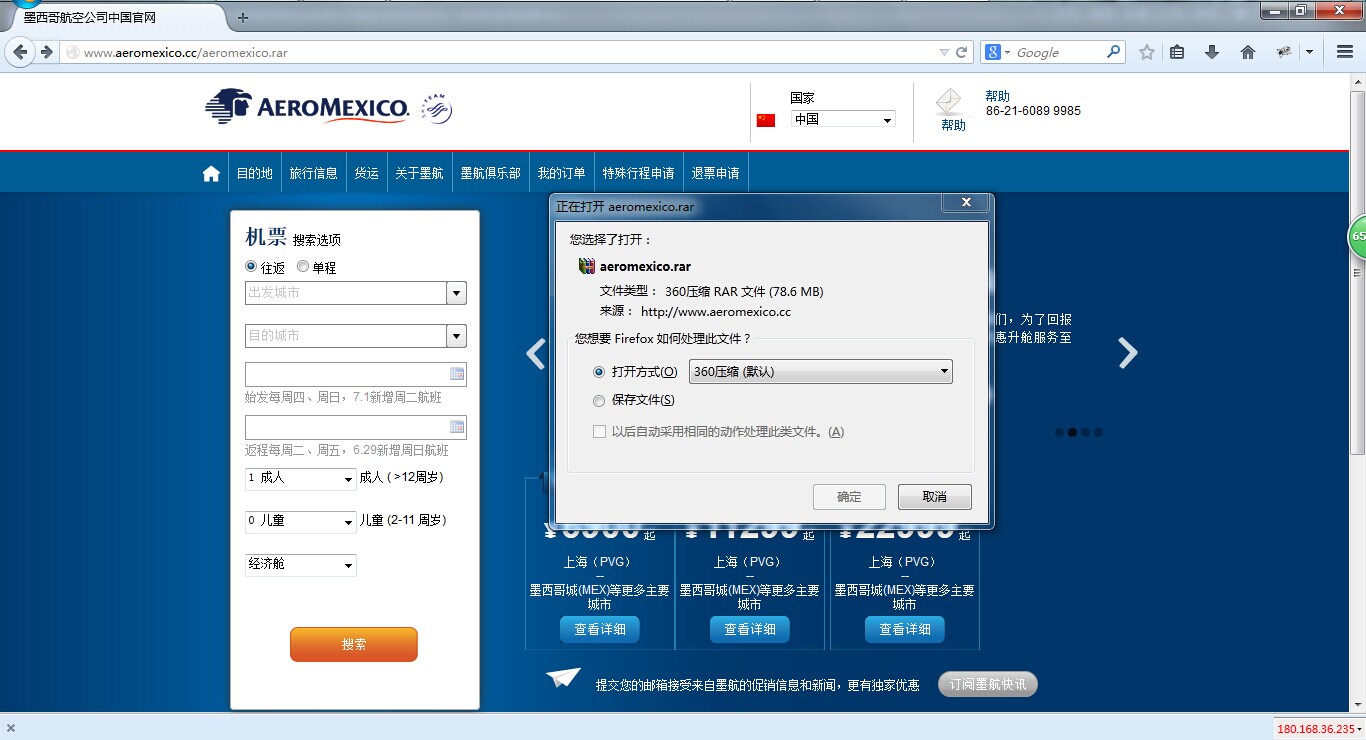 墨西哥航空公司中国官网
www.aeromexico.cc/aeromexico.rar
Google
AEROMEXICO.
国家
中国
帮助
帮助
86-21-6089 9985
目的地
旅行信息
货运
关于墨航
墨航俱乐部
我的订单
特殊行程申请
退票申请
机票 搜索选项
往返 单程
出发城市
目的城市
始发每周四、周日，7.1新增周二航班
返程每周二、周五，6.29新增周日航班
1 成人 成人 ( >12周岁)
0 儿童 儿童 (2-11 周岁)
经济舱
搜索
正在打开 aeromexico.rar
您选择了打开：
aeromexico.rar
文件类型： 360压缩 RAR 文件 (78.6 MB)
来源： http://www.aeromexico.cc
您想要 Firefox 如何处理此文件？
打开方式(O) 360压缩 (默认)
保存文件(S)
以后自动采用相同的动作处理此类文件。(A)
确定
取消
们，为了回报
惠升舱服务至
65
起
起
起
上海（PVG）
--
墨西哥城(MEX)等更多主要
城市
查看详细
上海（PVG）
--
墨西哥城(MEX)等更多主要
城市
查看详细
上海（PVG）
--
墨西哥城(MEX)等更多主要
城市
查看详细
提交您的邮箱接受来自墨航的促销信息和新闻，更有独家优惠
订阅墨航快讯
180.168.36.235